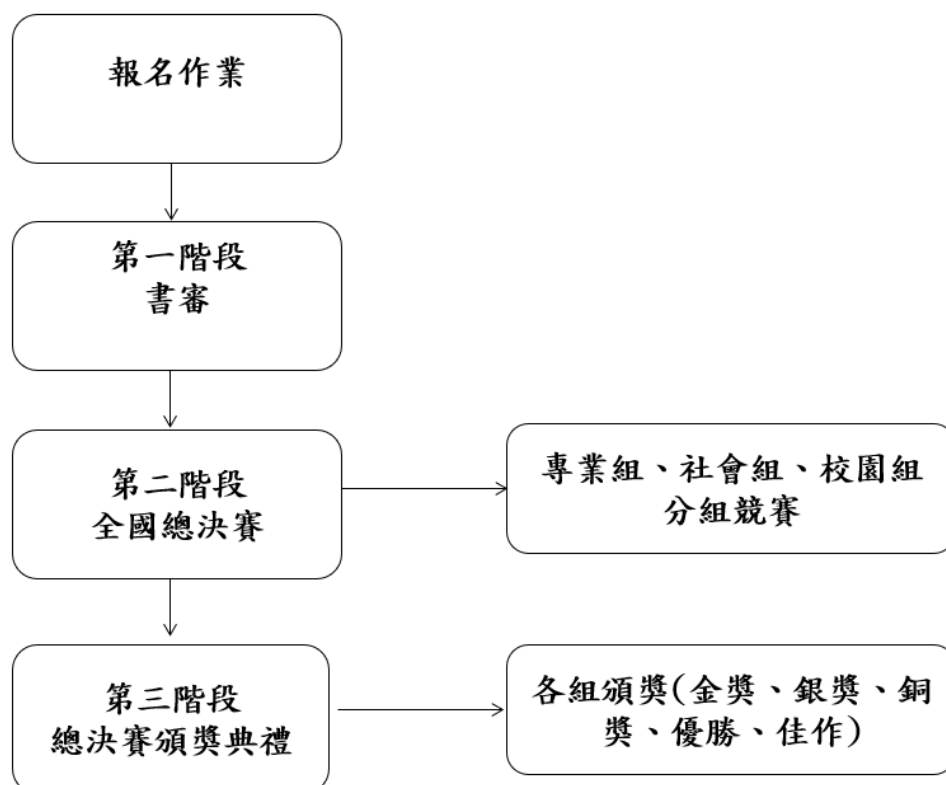 報名作業
第一階段
書審
第二階段
全國總決賽
專業組、社會組、校園組
分組競賽
第三階段
總決賽頒獎典禮
各組頒獎(金獎、銀獎、銅
獎、優勝、佳作)